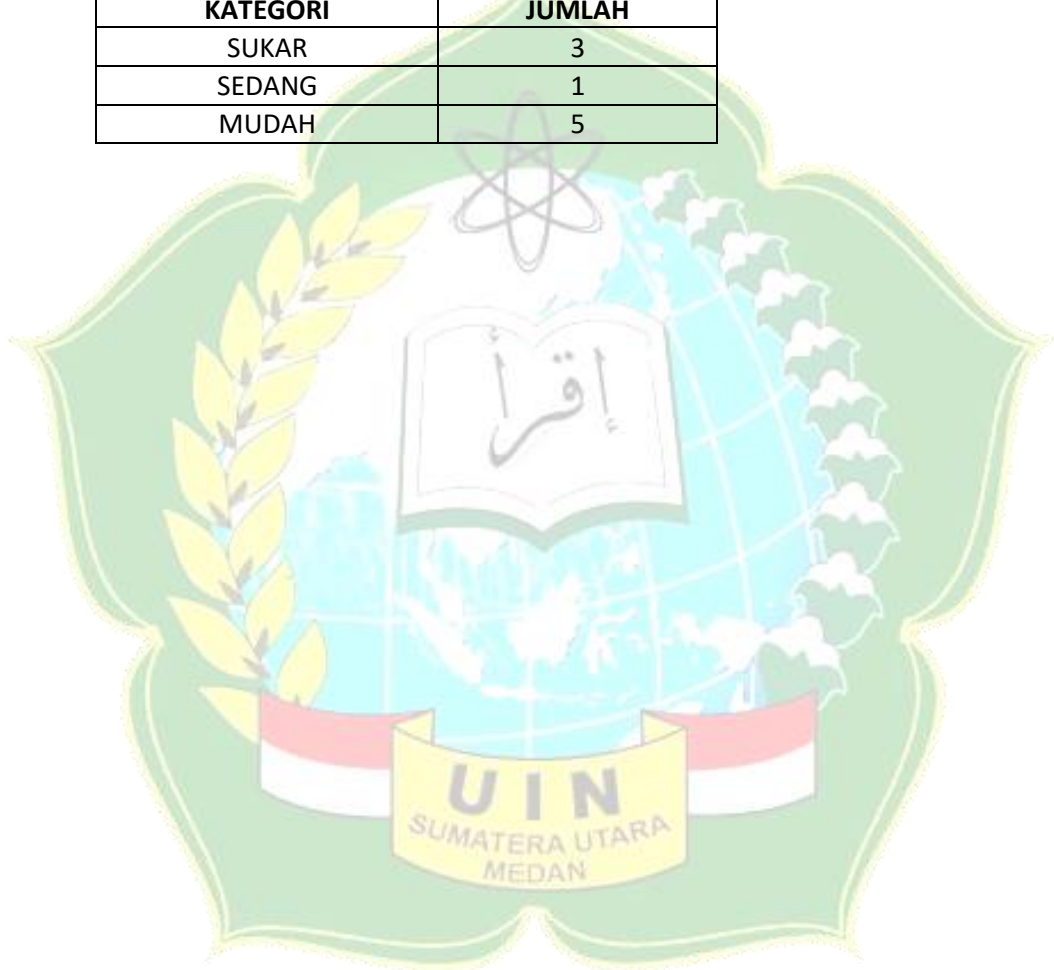 KATEGORI JUMLAH
SUKAR 3
SEDANG 1
MUDAH 5
إقرأ
UIN
SUMATERA UTARA
MEDAN